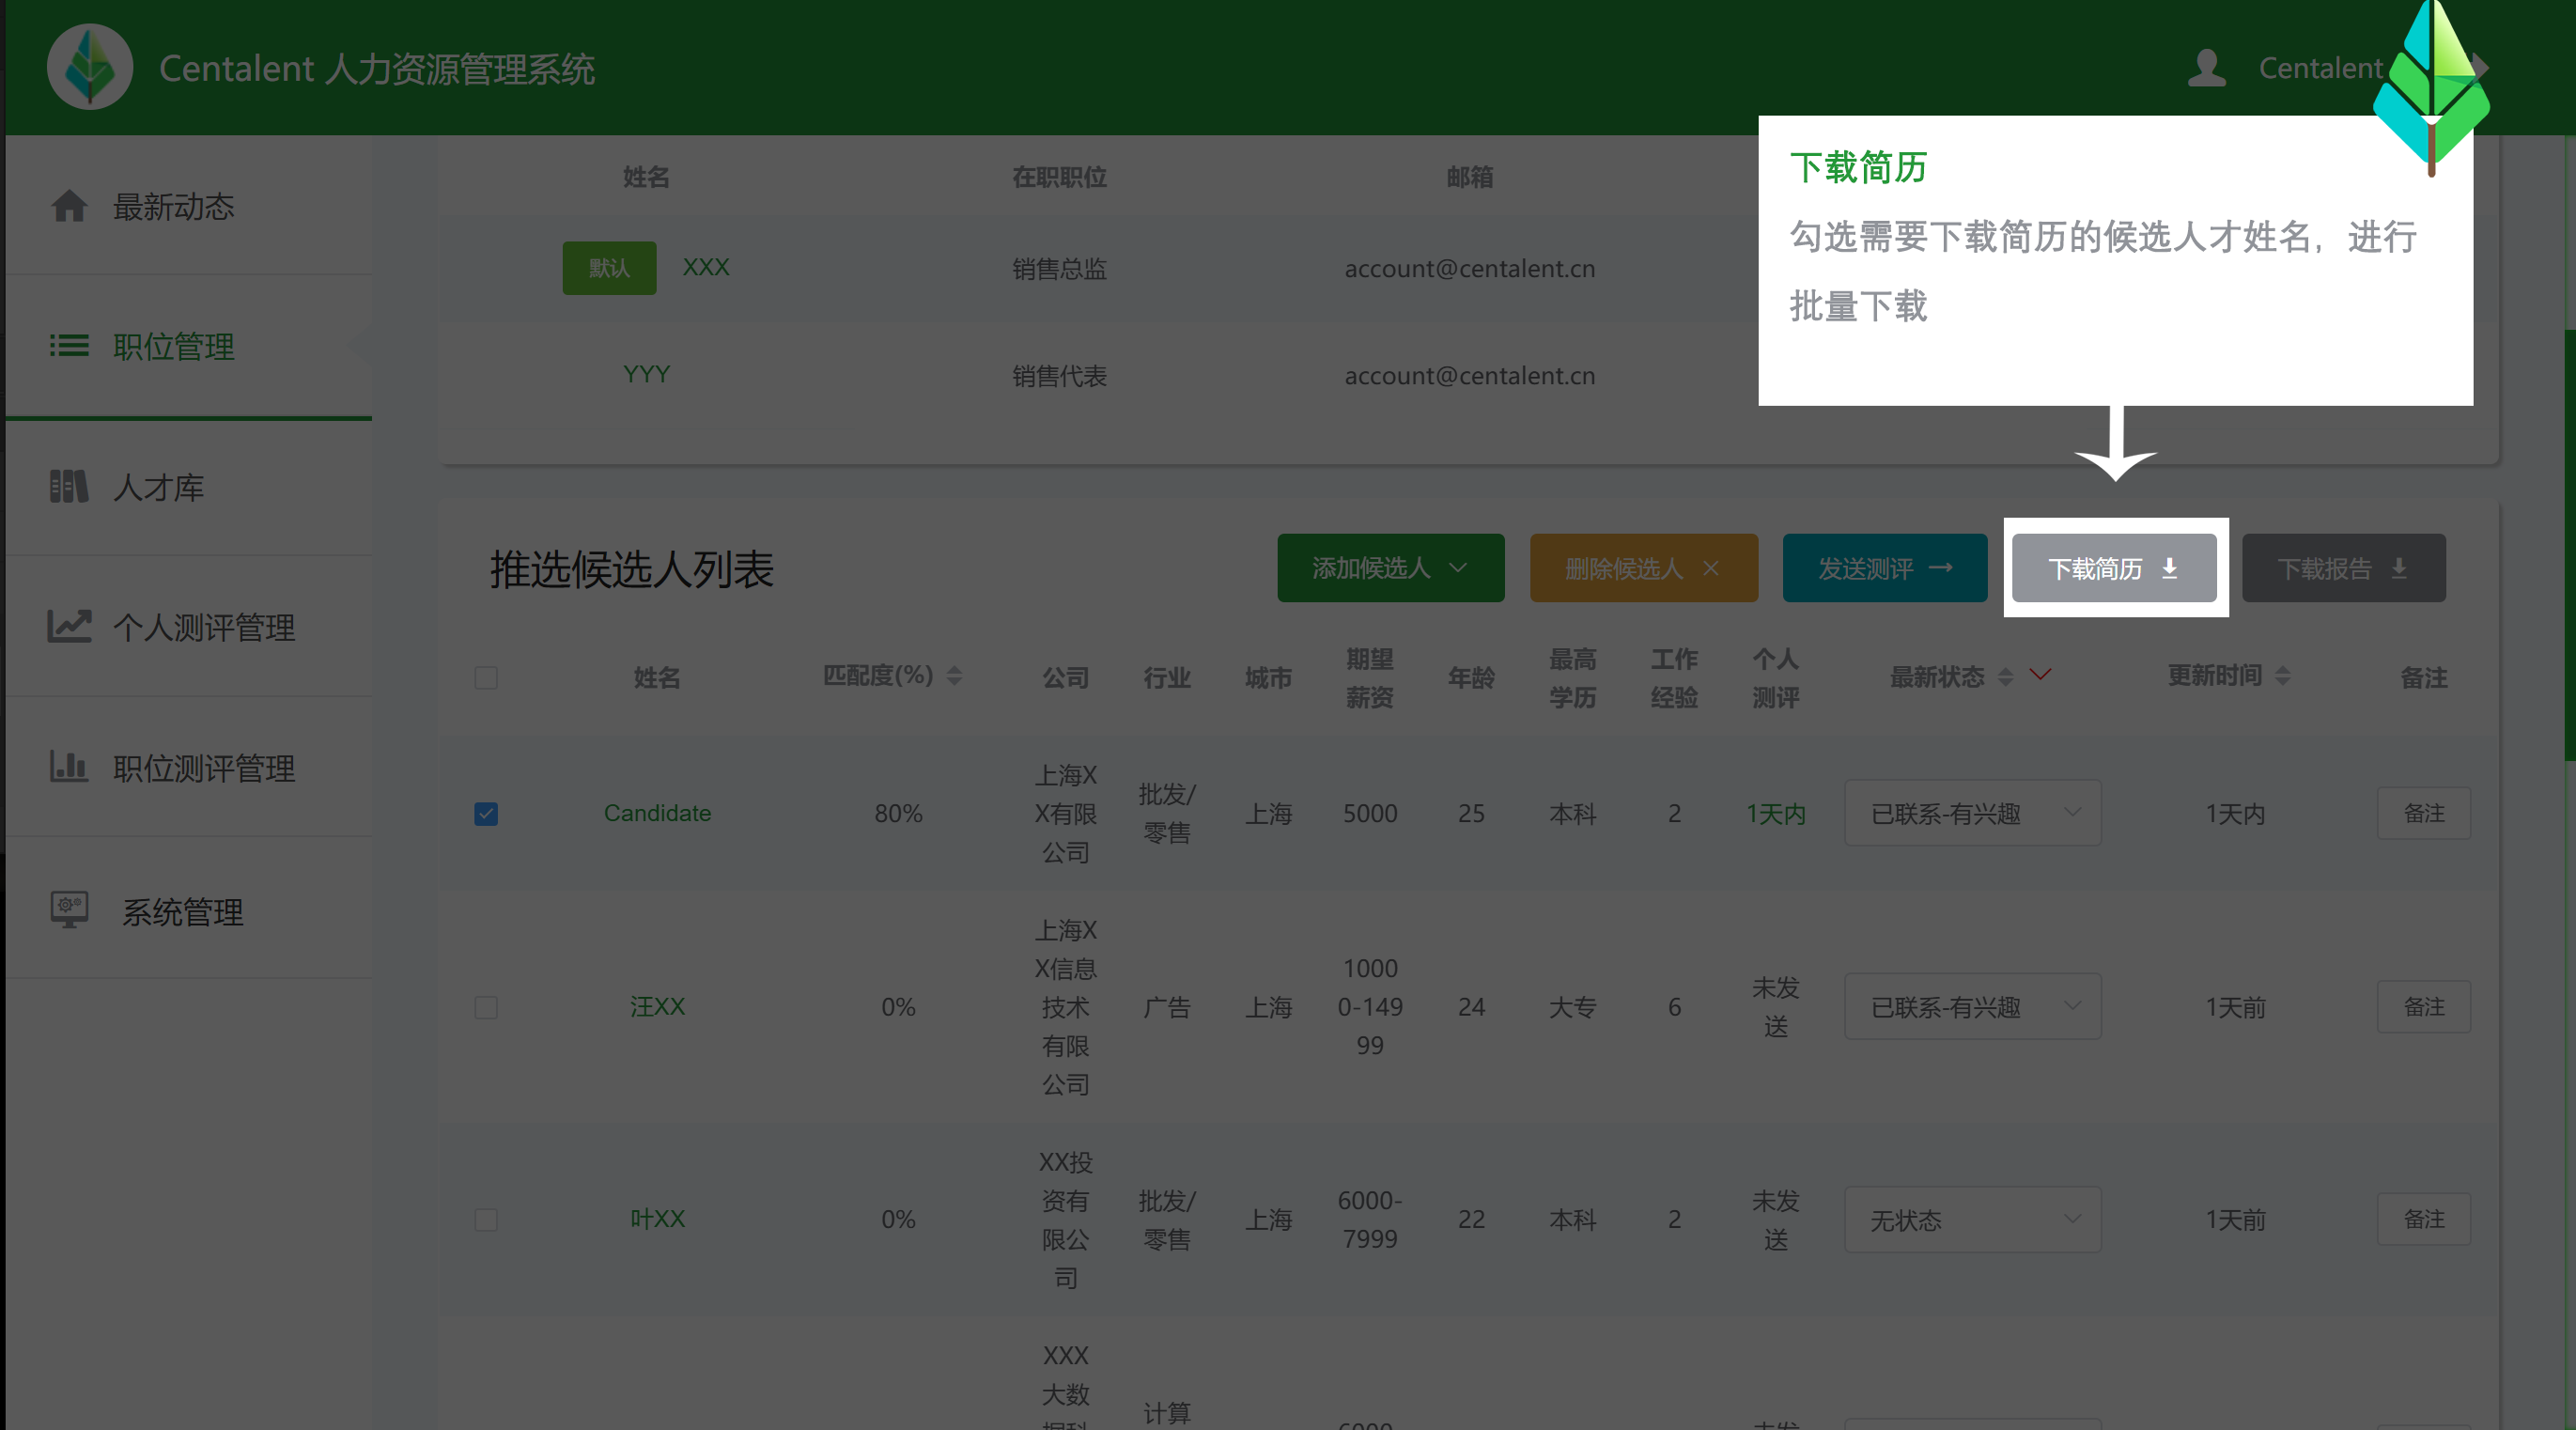 Centalent 人力资源管理系统
Centalent
最新动态
职位管理
人才库
个人测评管理
职位测评管理
系统管理
下载简历
勾选需要下载简历的候选人才姓名，进行
批量下载
姓名 在职职位 邮箱
默认 XXX 销售总监 account@centalent.cn
YYY 销售代表 account@centalent.cn
推选候选人列表
添加候选人 删除候选人 发送测评 下载简历 下载报告
姓名 匹配度(%) 公司 行业 城市
期望
薪资
年龄
最高
学历
工作
经验
个人
测评
最新状态 更新时间 备注
Candidate 80%
上海X
X有限
公司
批发/
零售
上海 5000 25 本科 2 1天内 已联系-有兴趣 1天内 备注
汪XX 0%
上海X
X信息
技术
有限
公司
广告 上海
1000
0-149
99
24 大专 6
未发
送
已联系-有兴趣 1天前 备注
叶XX 0%
XX投
资有
限公
司
批发/
零售
上海
6000-
7999
22 本科 2
未发
送
无状态 1天前 备注
XXX
大数
计算